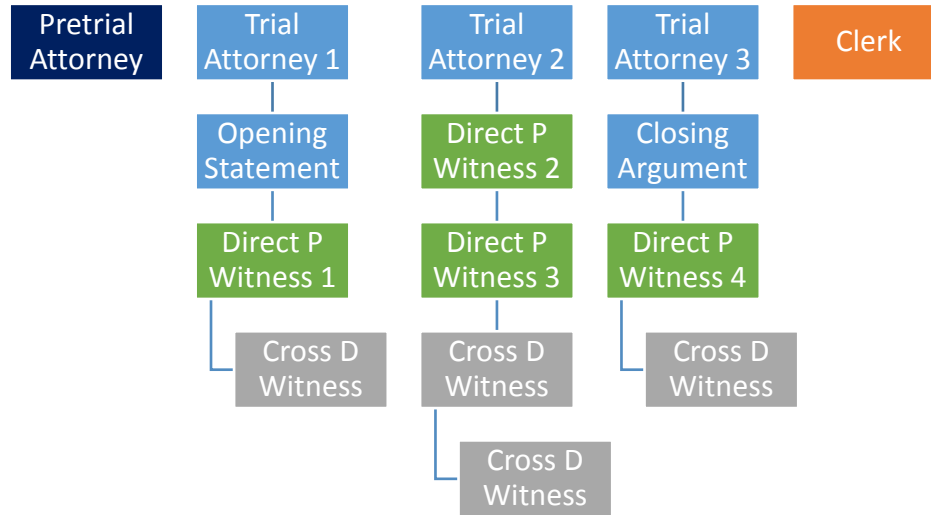 Pretrial
Attorney
Trial
Attorney 1
Trial
Attorney 2
Trial
Attorney 3
Clerk
Opening
Statement
Direct P
Witness 2
Closing
Argument
Direct P
Witness 1
Direct P
Witness 3
Direct P
Witness 4
Cross D
Witness
Cross D
Witness
Cross D
Witness
Cross D
Witness